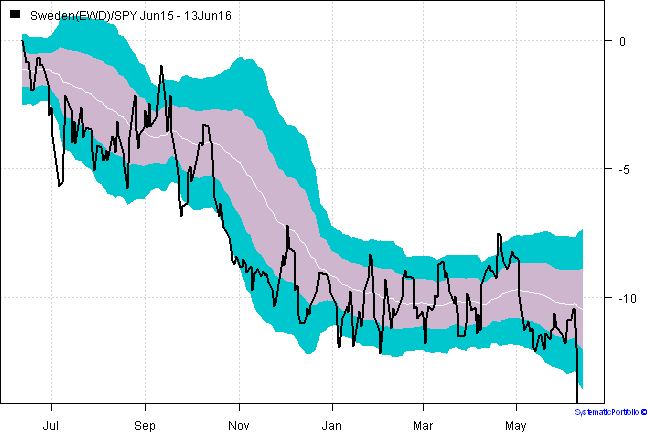 Sweden(EWD)/SPY Jun15 - 13Jun16
0
-5
-10
Jul Sep Nov Jan Mar May
SystematicPortfolio ©